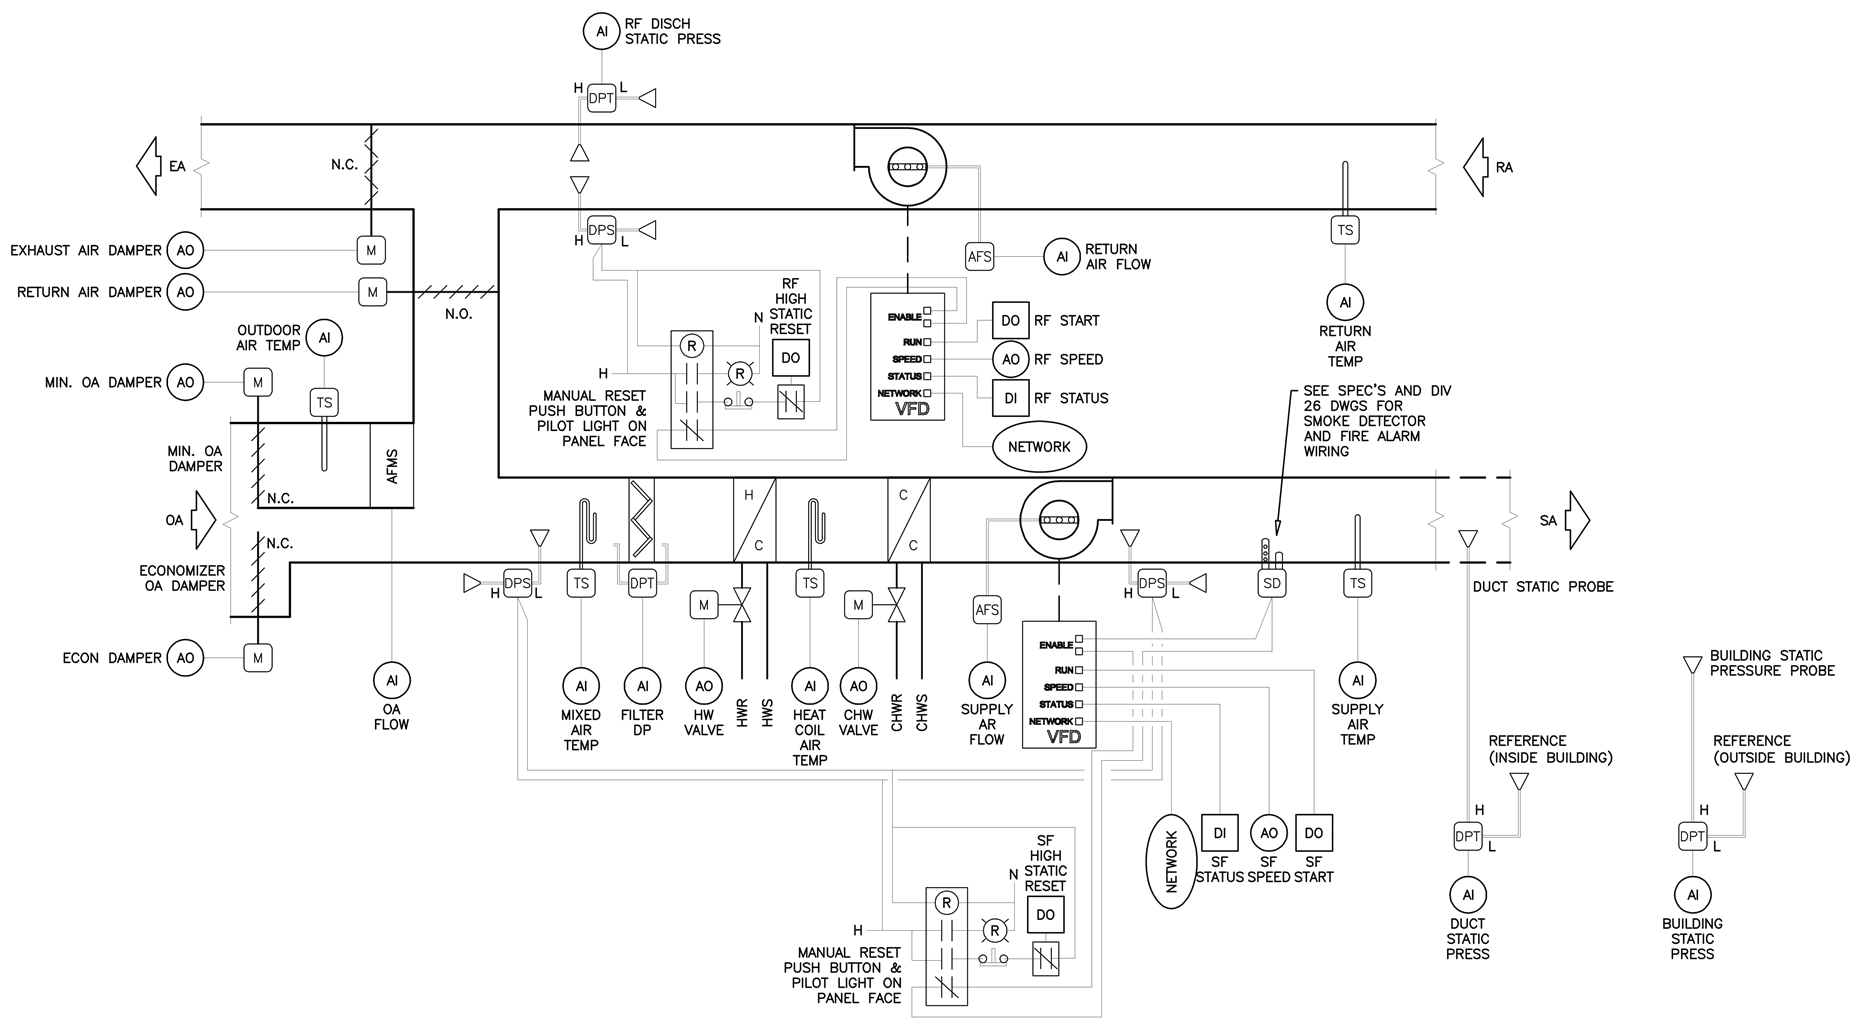 AI
RF DISCH
STATIC PRESS
H
L
DPT
EA
N.C.
RA
EXHAUST AIR DAMPER
AO
M
H
DPS
L
TS
AFS
AI
RETURN
AIR FLOW
RETURN AIR DAMPER
AO
M
N.O.
RF
HIGH
STATIC
RESET
N
DO
ENABLE
RUN
SPEED
STATUS
NETWORK
VFD
DO
RF START
AO
RF SPEED
DI
RF STATUS
NETWORK
AI
RETURN
AIR
TEMP
OUTDOOR
AIR TEMP
AI
R
H
R
MANUAL RESET
PUSH BUTTON &
PILOT LIGHT ON
PANEL FACE
MIN. OA DAMPER
AO
M
TS
SEE SPEC'S AND DIV
26 DWGS FOR
SMOKE DETECTOR
AND FIRE ALARM
WIRING
MIN. OA
DAMPER
AFMS
N.C.
OA
N.C.
H
C
C
C
SA
ECONOMIZER
OA DAMPER
H
DPS
L
TS
DPT
TS
H
DPS
L
SD
TS
DUCT STATIC PROBE
M
M
AFS
ECON DAMPER
AO
M
AI
OA
FLOW
AI
MIXED
AIR
TEMP
AI
FILTER
DP
AO
HW
VALVE
HWR
HWS
AI
HEAT
COIL
AIR
TEMP
AO
CHW
VALVE
CHWR
CHWS
AI
SUPPLY
AR
FLOW
ENABLE
RUN
SPEED
STATUS
NETWORK
VFD
AI
SUPPLY
AIR
TEMP
BUILDING STATIC
PRESSURE PROBE
REFERENCE
(INSIDE BUILDING)
REFERENCE
(OUTSIDE BUILDING)
H
DPT
L
H
DPT
L
NETWORK
DI
SF
STATUS
AO
SF
SPEED
DO
SF
START
AI
DUCT
STATIC
PRESS
AI
BUILDING
STATIC
PRESS
SF
HIGH
STATIC
RESET
N
DO
R
H
R
MANUAL RESET
PUSH BUTTON &
PILOT LIGHT ON
PANEL FACE